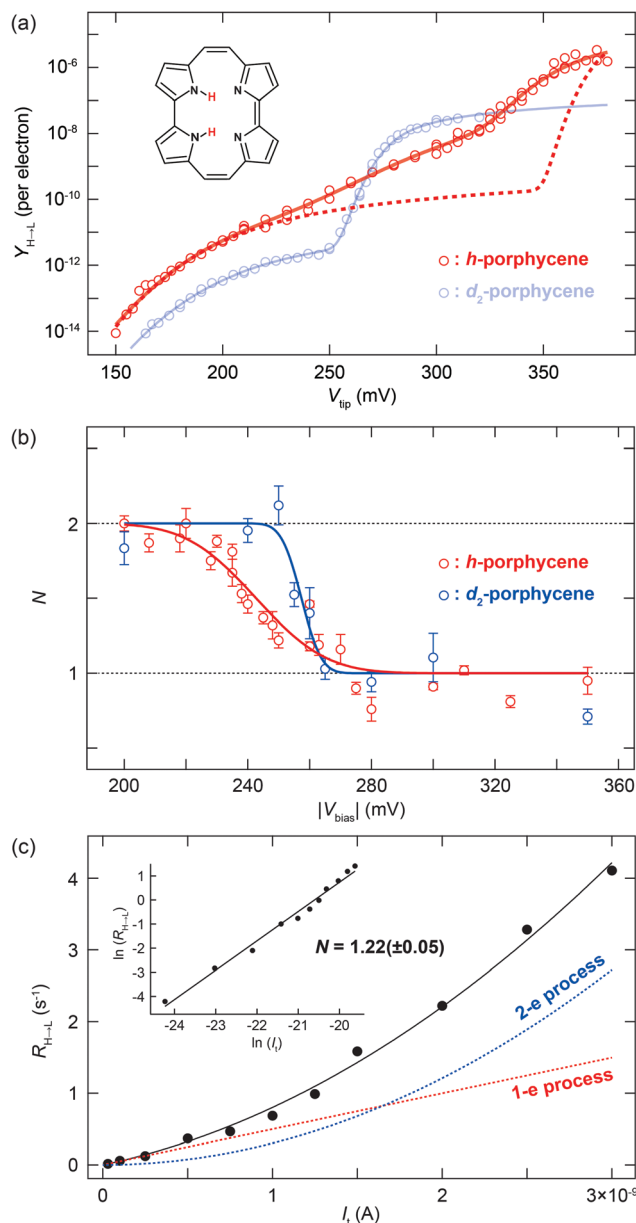 (a)
10⁻⁶
10⁻⁸
10⁻¹⁰
10⁻¹²
10⁻¹⁴
Y_H→L (per electron)
N H N
N H N
: h-porphycene
: d₂-porphycene
150 200 250 300 350
V_tip (mV)
(b)
2
1
N
: h-porphycene
: d₂-porphycene
200 240 280 320 360
|V_bias| (mV)
(c)
4
3
2
1
0
R_H→L (s⁻¹)
1
0
-1
-2
-3
-4
ln (R_H→L)
-24 -23 -22 -21 -20
ln (I_t)
N = 1.22(±0.05)
2-e process
1-e process
0 1 2 3×10⁻⁹
I_t (A)